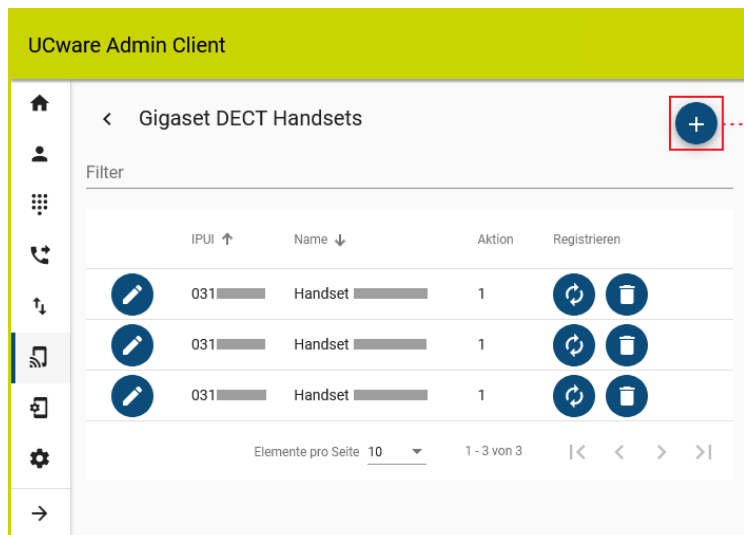 UCware Admin Client
Gigaset DECT Handsets
Filter
IPUI Name Aktion Registrieren
031 Handset 1
031 Handset 1
031 Handset 1
Elemente pro Seite 10 1 - 3 von 3